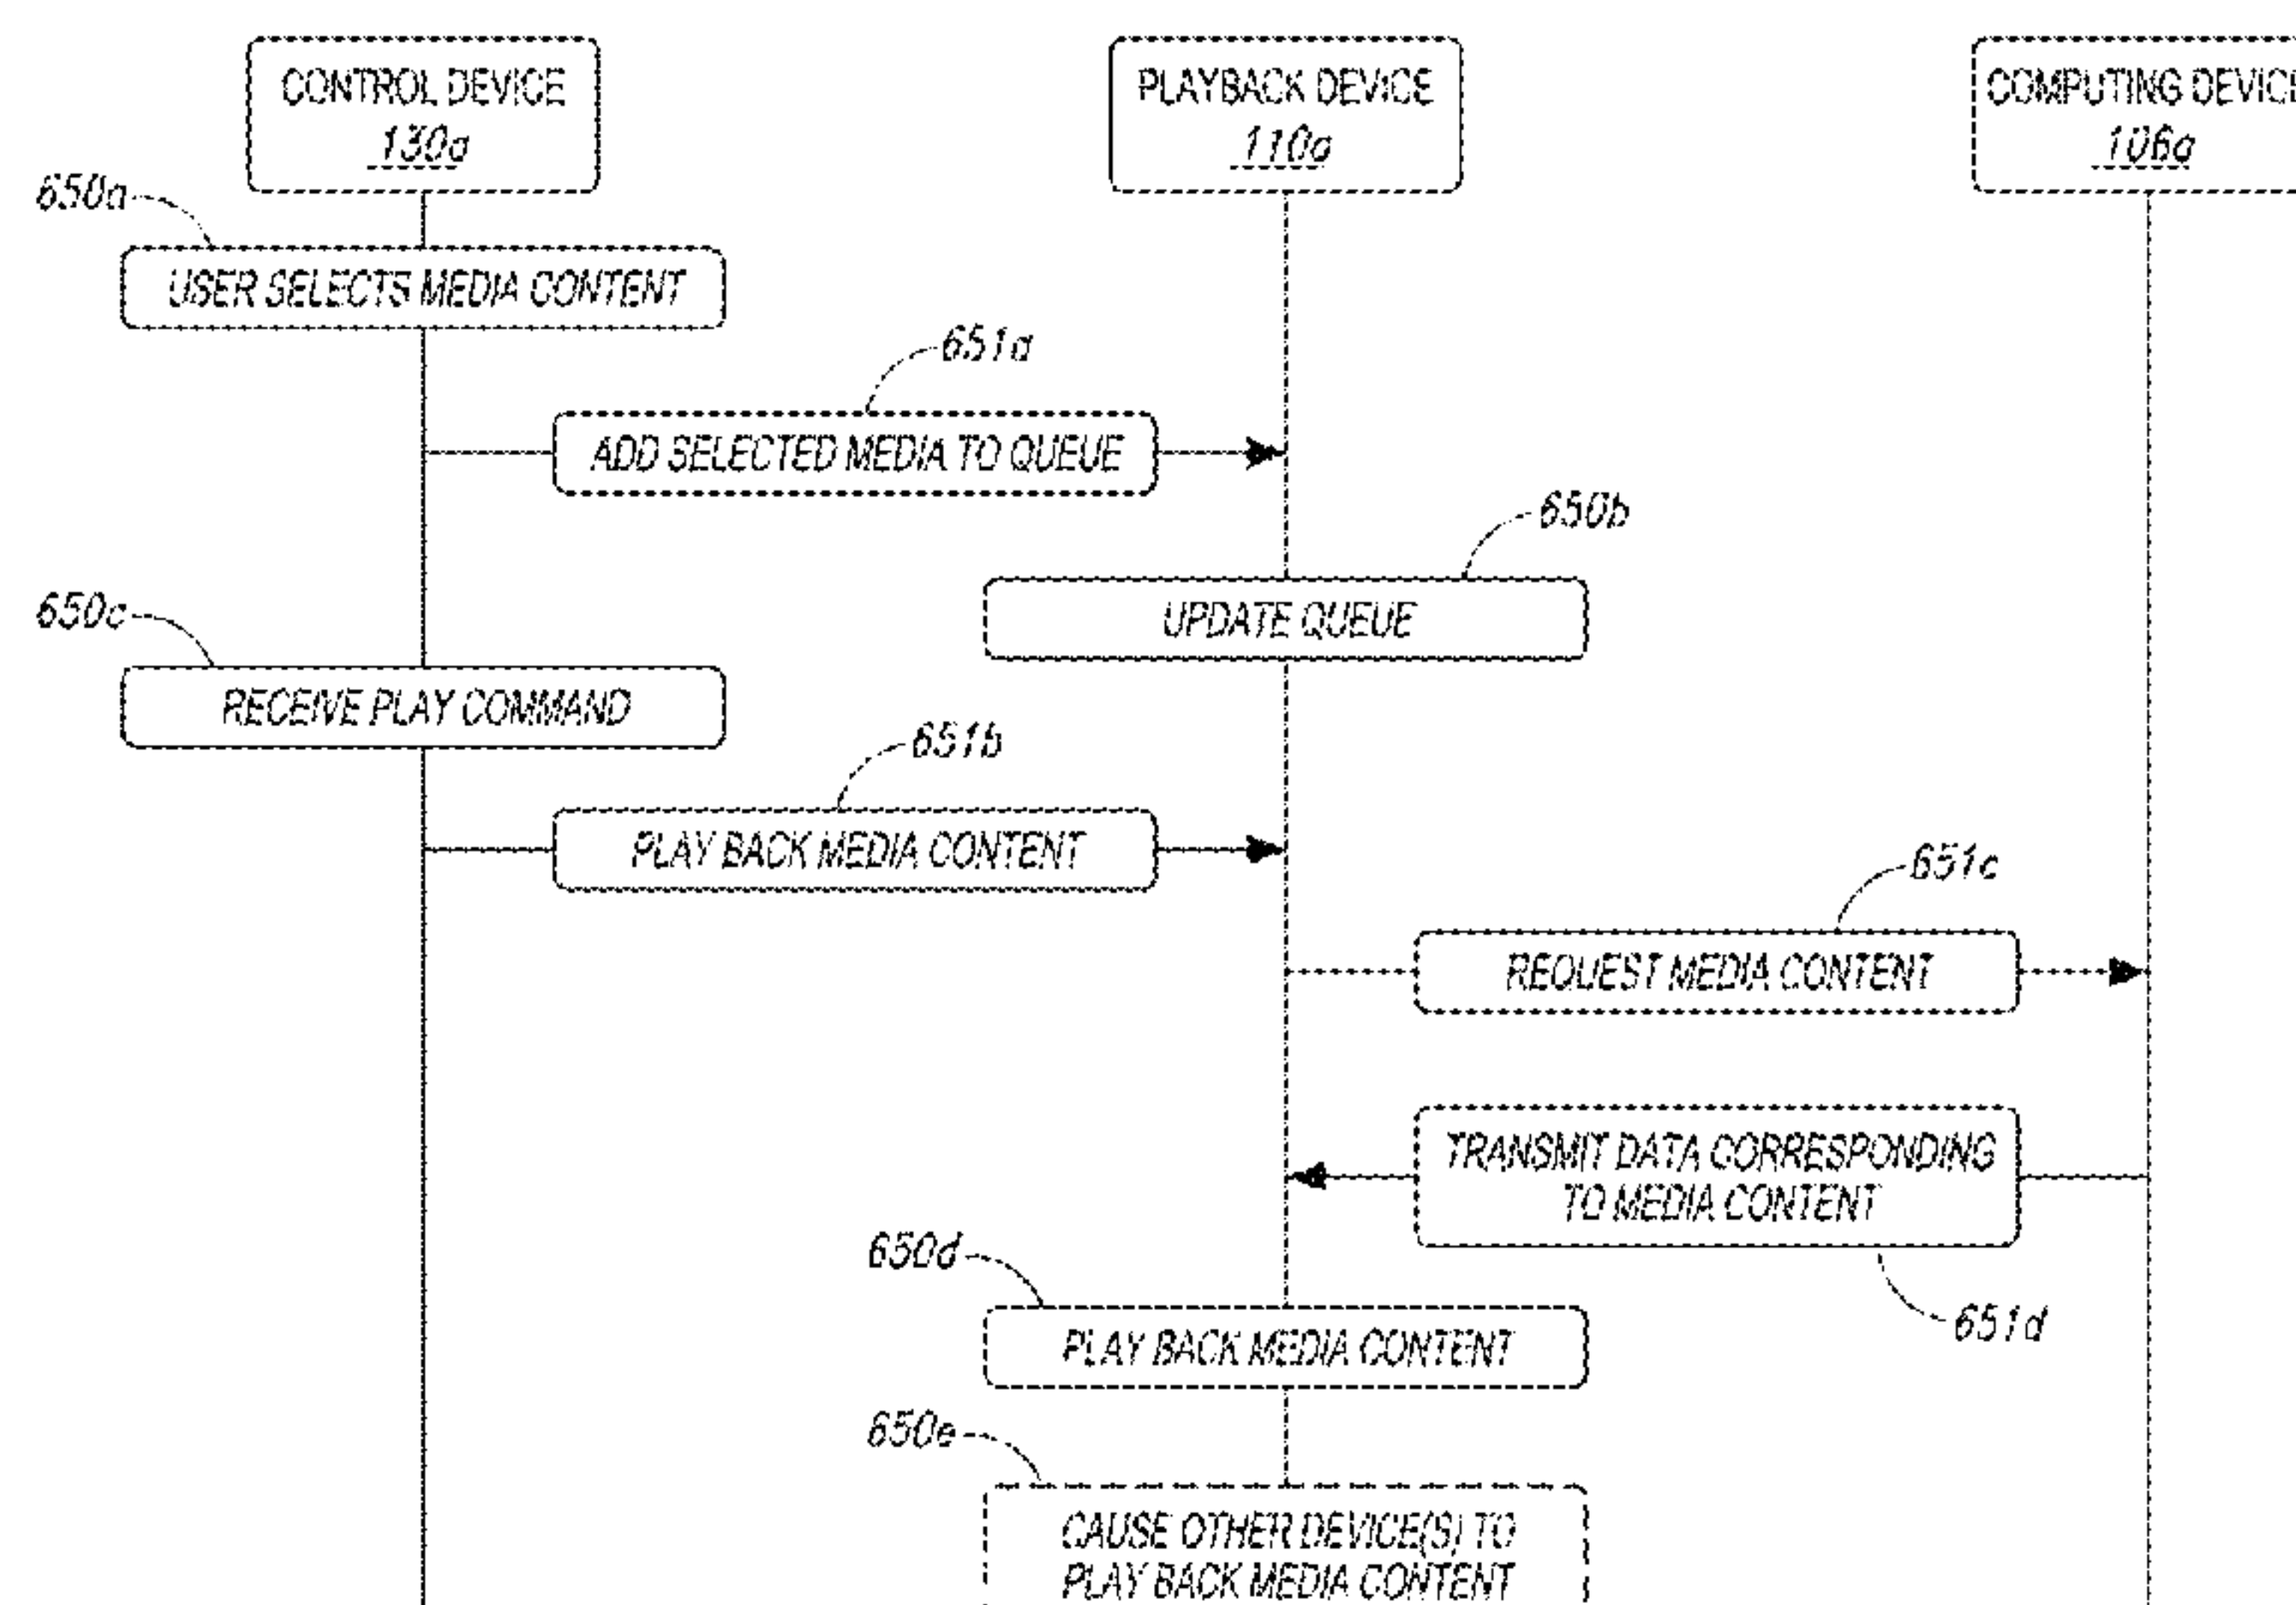 CONTROL DEVICE
130a
PLAYBACK DEVICE
110a
COMPUTING DEVICE
106a
650a
USER SELECTS MEDIA CONTENT
651a
ADD SELECTED MEDIA TO QUEUE
650b
UPDATE QUEUE
650c
RECEIVE PLAY COMMAND
651b
PLAY BACK MEDIA CONTENT
651c
REQUEST MEDIA CONTENT
TRANSMIT DATA CORRESPONDING
TO MEDIA CONTENT
651d
650d
PLAY BACK MEDIA CONTENT
650e
CAUSE OTHER DEVICE(S) TO
PLAY BACK MEDIA CONTENT